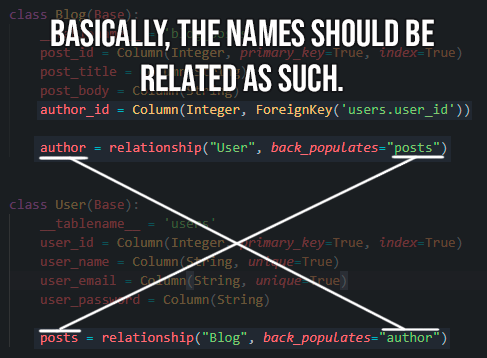 class Blog(Base):
BASICALLY, THE NAMES SHOULD BE
post_id = Column(Integer, primary_key=True, index=True)
RELATED AS SUCH.
post_title =
post_body = Column(String)
author_id = Column(Integer, ForeignKey('users.user_id'))
author = relationship("User", back_populates="posts")
class User(Base):
__tablename__ = 'users'
user_id = Column(Integer, primary_key=True, index=True)
user_name = Column(String, unique=True)
user_email = Column(String, unique=True)
user_password = Column(String)
posts = relationship("Blog", back_populates="author")